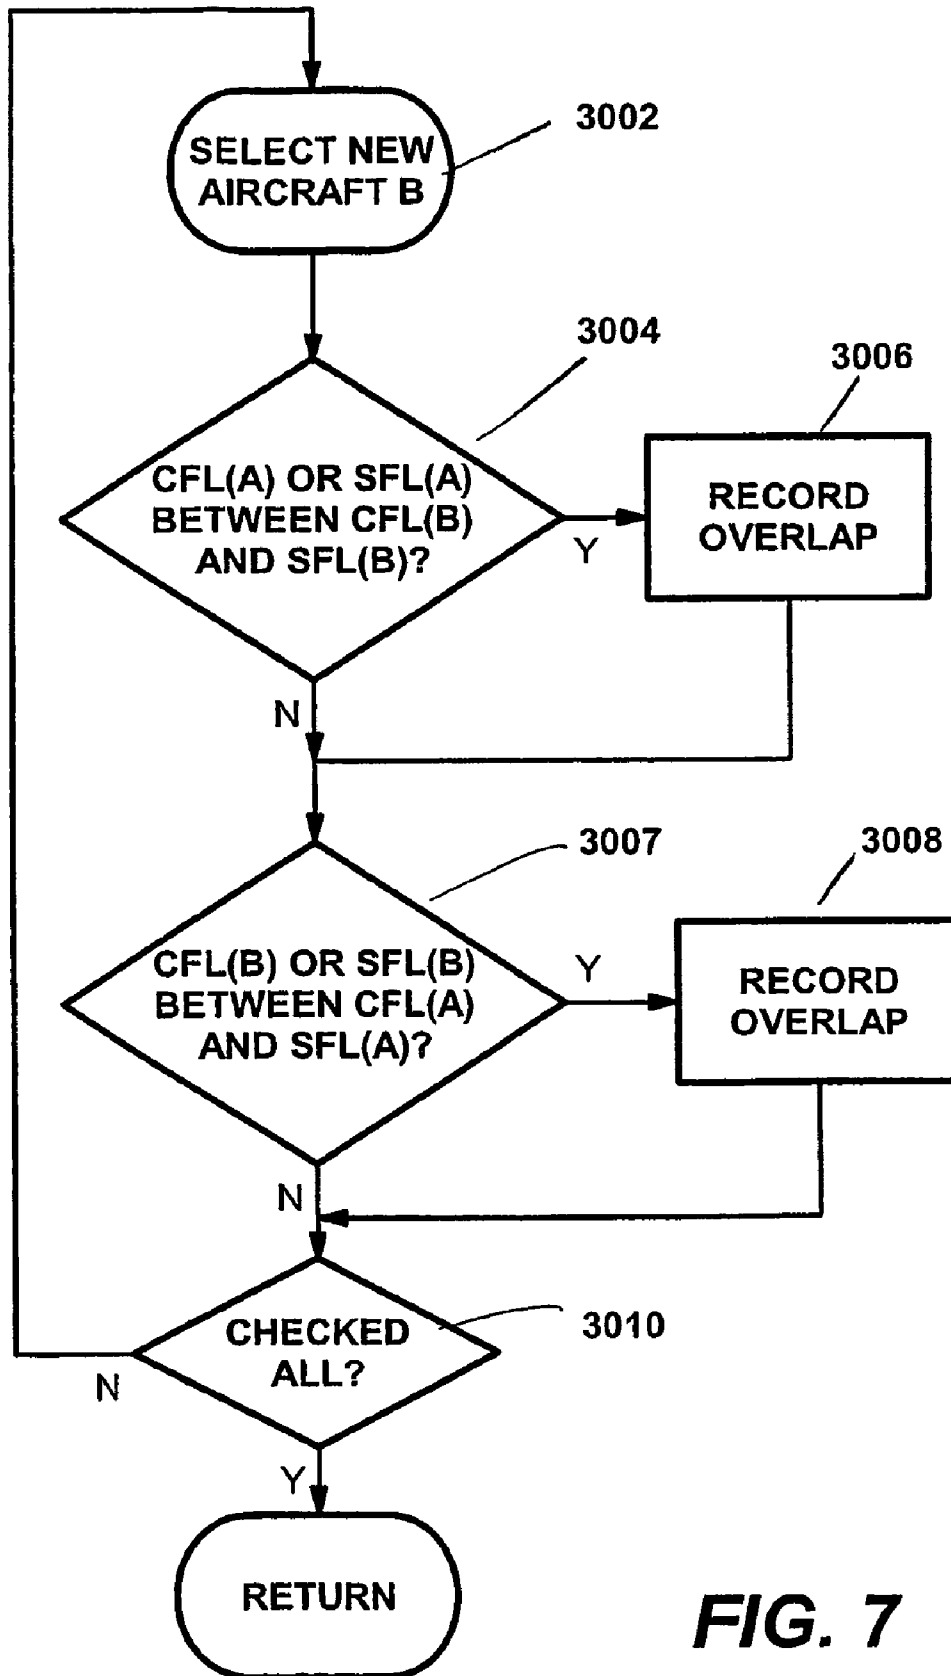 3002
SELECT NEW
AIRCRAFT B
3004
3006
CFL(A) OR SFL(A)
BETWEEN CFL(B)
AND SFL(B)?
Y
RECORD
OVERLAP
N
3007
3008
CFL(B) OR SFL(B)
BETWEEN CFL(A)
AND SFL(A)?
Y
RECORD
OVERLAP
N
3010
CHECKED
ALL?
N
Y
RETURN
FIG. 7